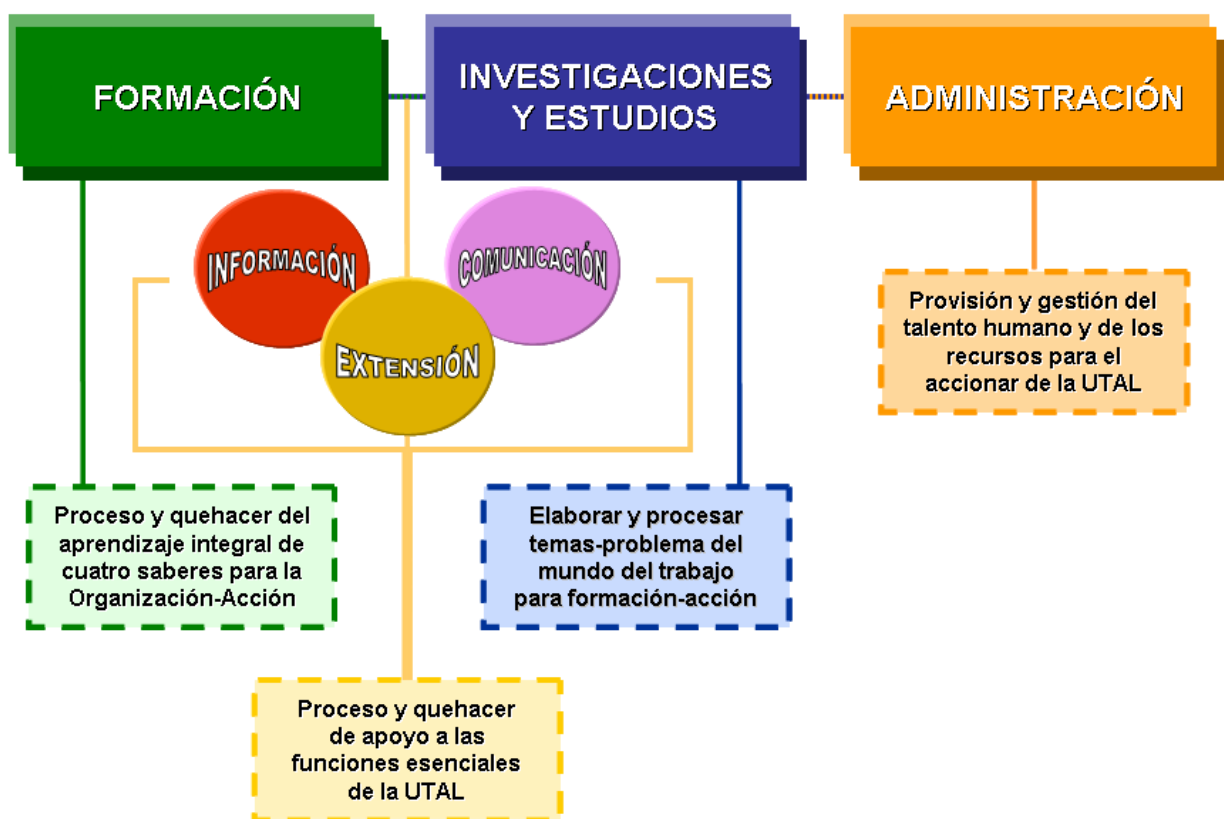 FORMACIÓN
INVESTIGACIONES
Y ESTUDIOS
ADMINISTRACIÓN
INFORMACIÓN
COMUNICACIÓN
EXTENSIÓN
Provisión y gestión del
talento humano y de los
recursos para el
accionar de la UTAL
Proceso y quehacer del
aprendizaje integral de
cuatro saberes para la
Organización-Acción
Elaborar y procesar
temas-problema del
mundo del trabajo
para formación-acción
Proceso y quehacer
de apoyo a las
funciones esenciales
de la UTAL